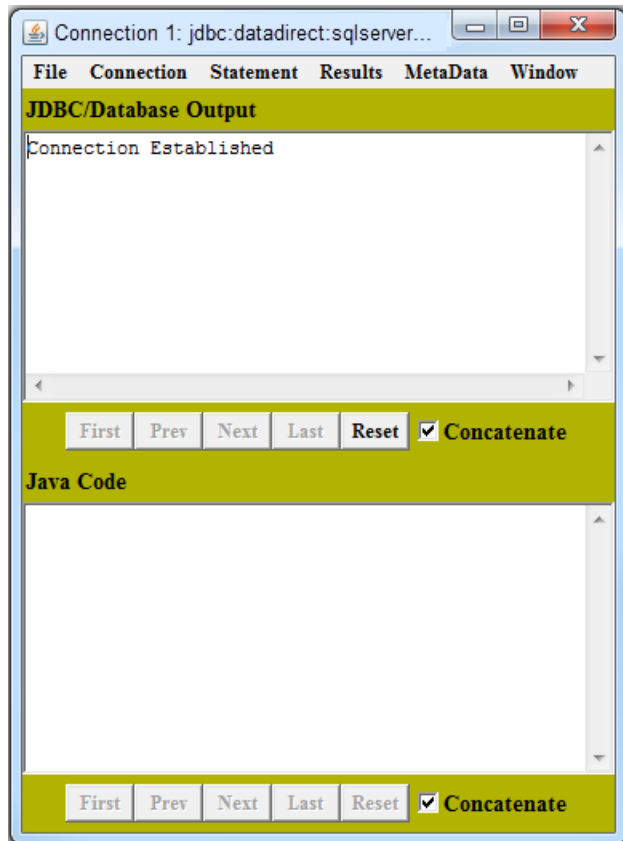 Connection 1: jdbc:datadirect:sqlserver...
File Connection Statement Results MetaData Window
JDBC/Database Output
Connection Established
First Prev Next Last Reset Concatenate
Java Code
First Prev Next Last Reset Concatenate